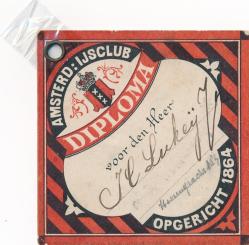 AMSTERD: IJSCLUB
DIPLOMA
voor den Heer
OPGERICHT 1864